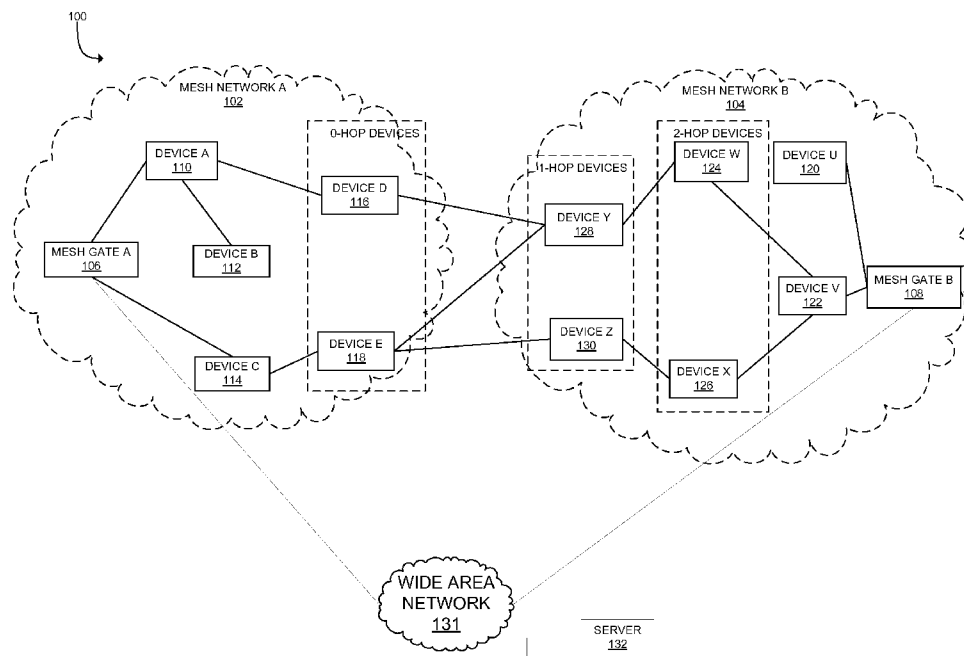 100
MESH NETWORK A
102
MESH NETWORK B
104
0-HOP DEVICES
2-HOP DEVICES
1-HOP DEVICES
DEVICE A
110
DEVICE D
116
DEVICE W
124
DEVICE U
120
DEVICE Y
128
MESH GATE A
106
DEVICE B
112
DEVICE V
122
MESH GATE B
108
DEVICE C
114
DEVICE E
118
DEVICE Z
130
DEVICE X
126
WIDE AREA
NETWORK
131
SERVER
132